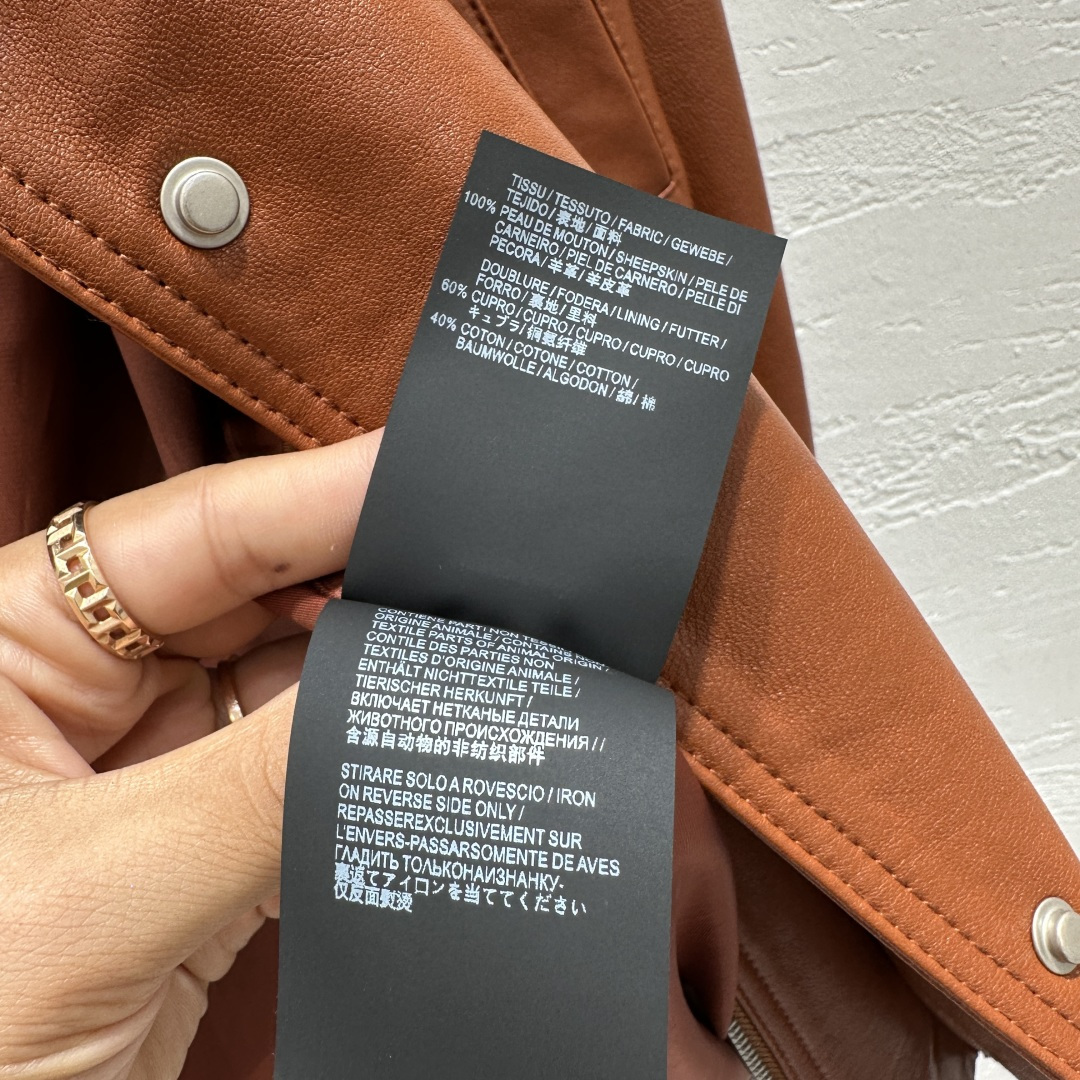 TISSU / TESSUTO / FABRIC / GEWEBE /
TEJIDO / 表地 / 面料
100% PEAU DE MOUTON / SHEEPSKIN / PELE DE
CARNEIRO / PIEL DE CARNERO / PELLE DI
PECORA / 羊革 / 羊皮革
DOUBLURE / FODERA / LINING / FUTTER /
FORRO / 裏地 / 里料
60% CUPRO / CUPRO / CUPRO / CUPRO / CUPRO
キュプラ / 铜氨纤维
40% COTON / COTONE / COTTON /
BAUMWOLLE / ALGODON / 綿 / 棉
CONTIENE PARTI NON
ORIGINE ANIMALE / CONTAINS
TEXTILE PARTS OF ANIMAL ORIGIN /
CONTILE DES PARTIES NON
TEXTILES D'ORIGINE ANIMALE /
ENTHÄLT NICHTTEXTILE TEILE /
TIERISCHER HERKUNFT /
ВКЛЮЧАЕТ НЕТКАНЫЕ ДЕТАЛИ
ЖИВОТНОГО ПРОИСХОЖДЕНИЯ / /
含源自动物的非纺织部件
STIRARE SOLO A ROVESCIO / IRON
ON REVERSE SIDE ONLY /
REPASSEREXCLUSIVEMENT SUR
L'ENVERS-PASSARSOMENTE DE AVES
ГЛАДИТЬ ТОЛЬКОНАИЗНАНКУ.
裏返てアイロンを当ててください
仅反面熨烫